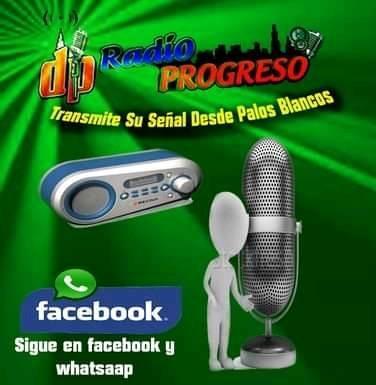 dp Radio
PROGRESO
Transmite Su Señal Desde Palos Blancos
facebook
Sigue en facebook y
whatsaap